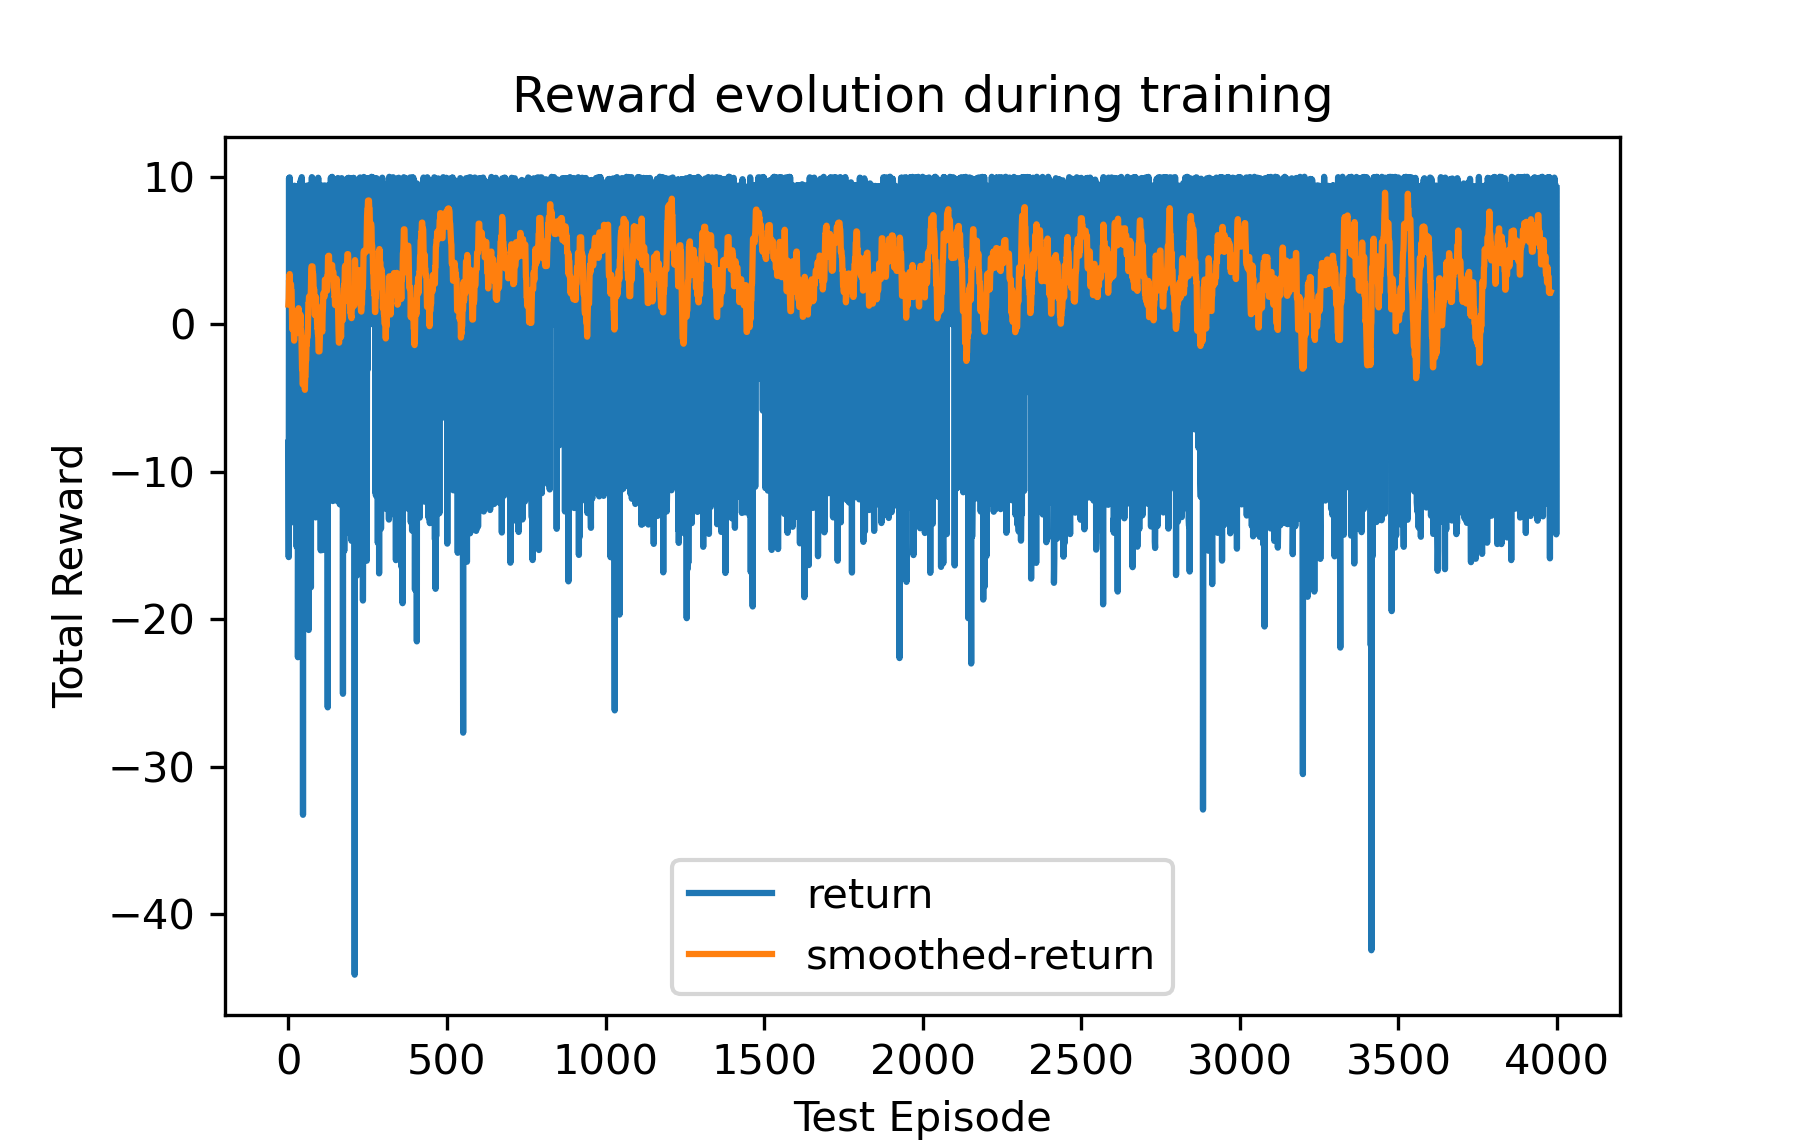 Reward evolution during training
10
0
−10
−20
−30
−40
Total Reward
return
smoothed-return
0 500 1000 1500 2000 2500 3000 3500 4000
Test Episode